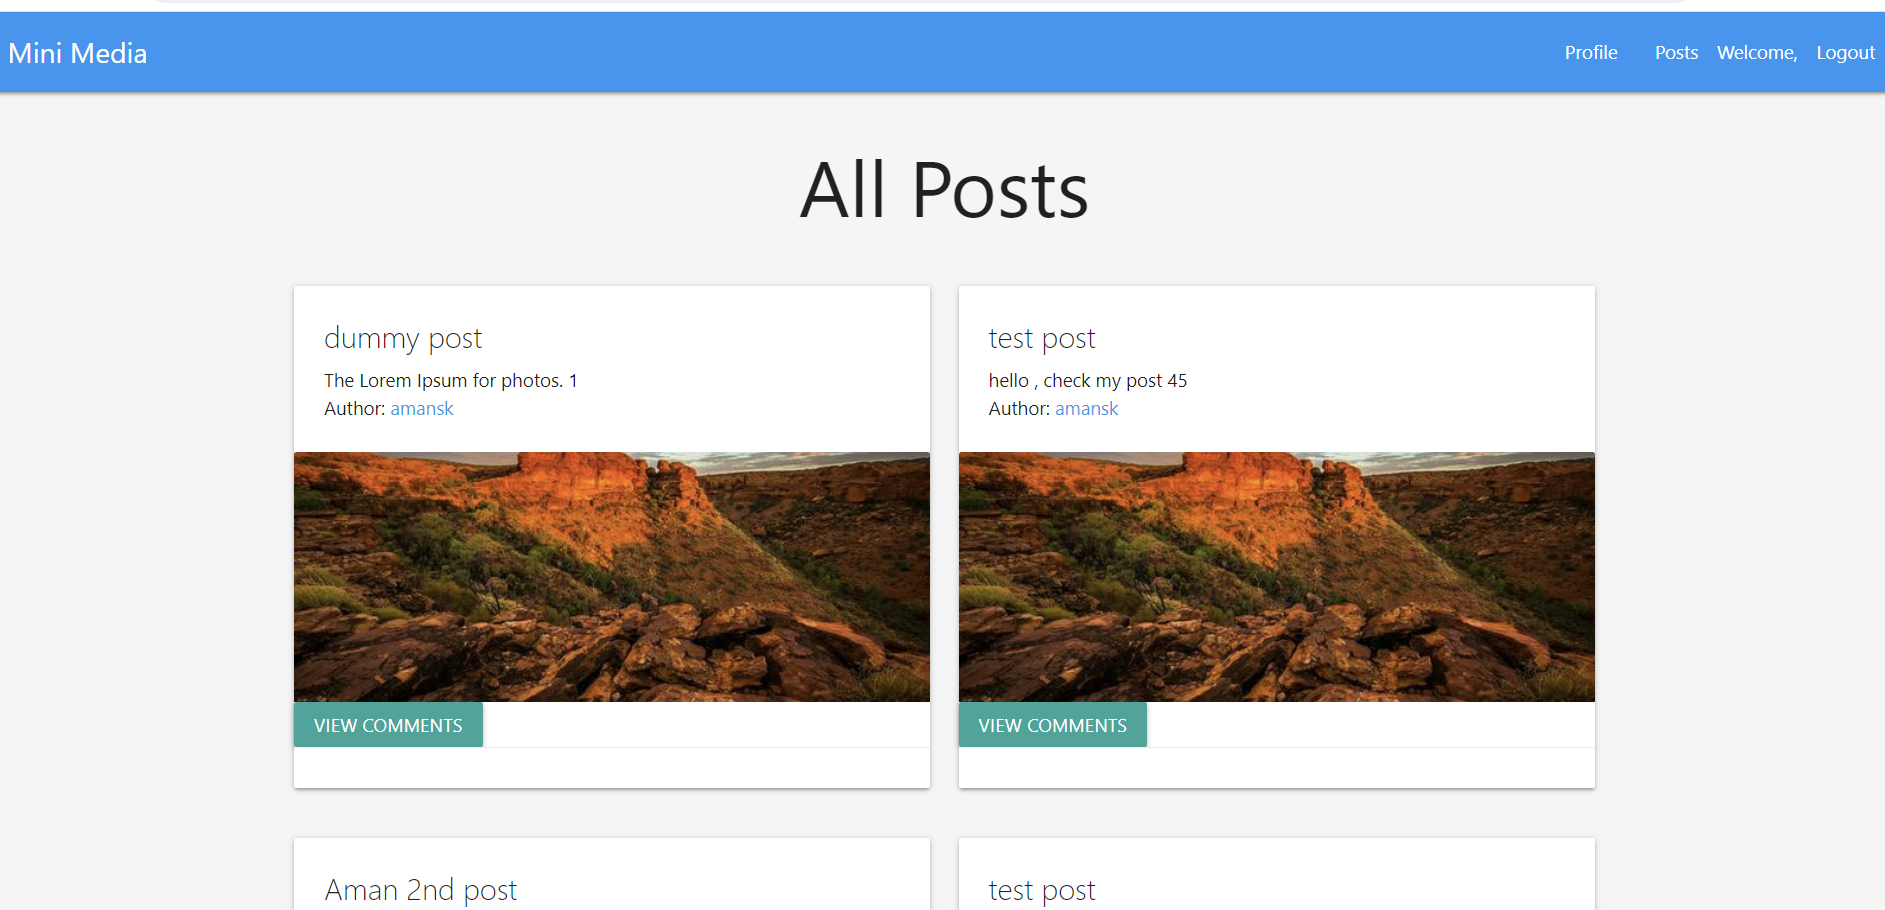 Mini Media
Profile Posts Welcome, Logout
All Posts
dummy post
The Lorem Ipsum for photos. 1
Author: amansk
VIEW COMMENTS
test post
hello , check my post 45
Author: amansk
VIEW COMMENTS
Aman 2nd post
test post